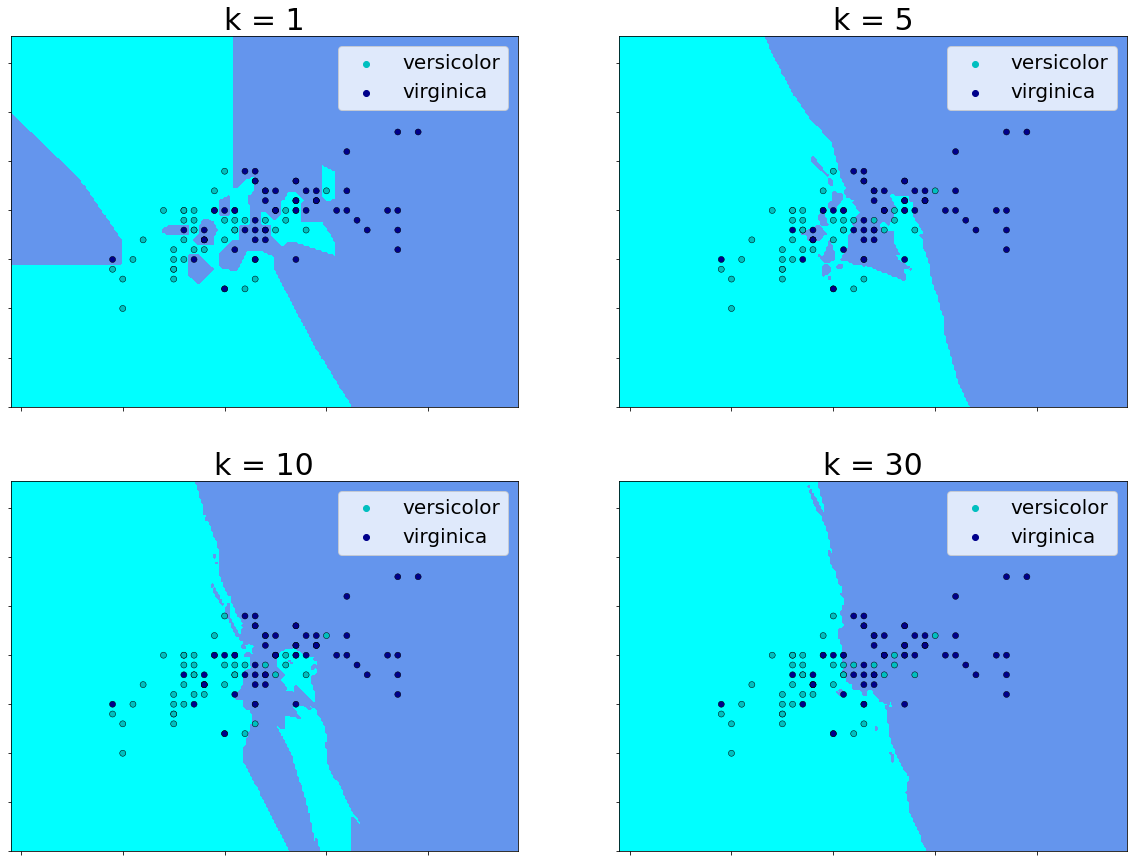 k = 1
versicolor
virginica
k = 5
versicolor
virginica
k = 10
versicolor
virginica
k = 30
versicolor
virginica